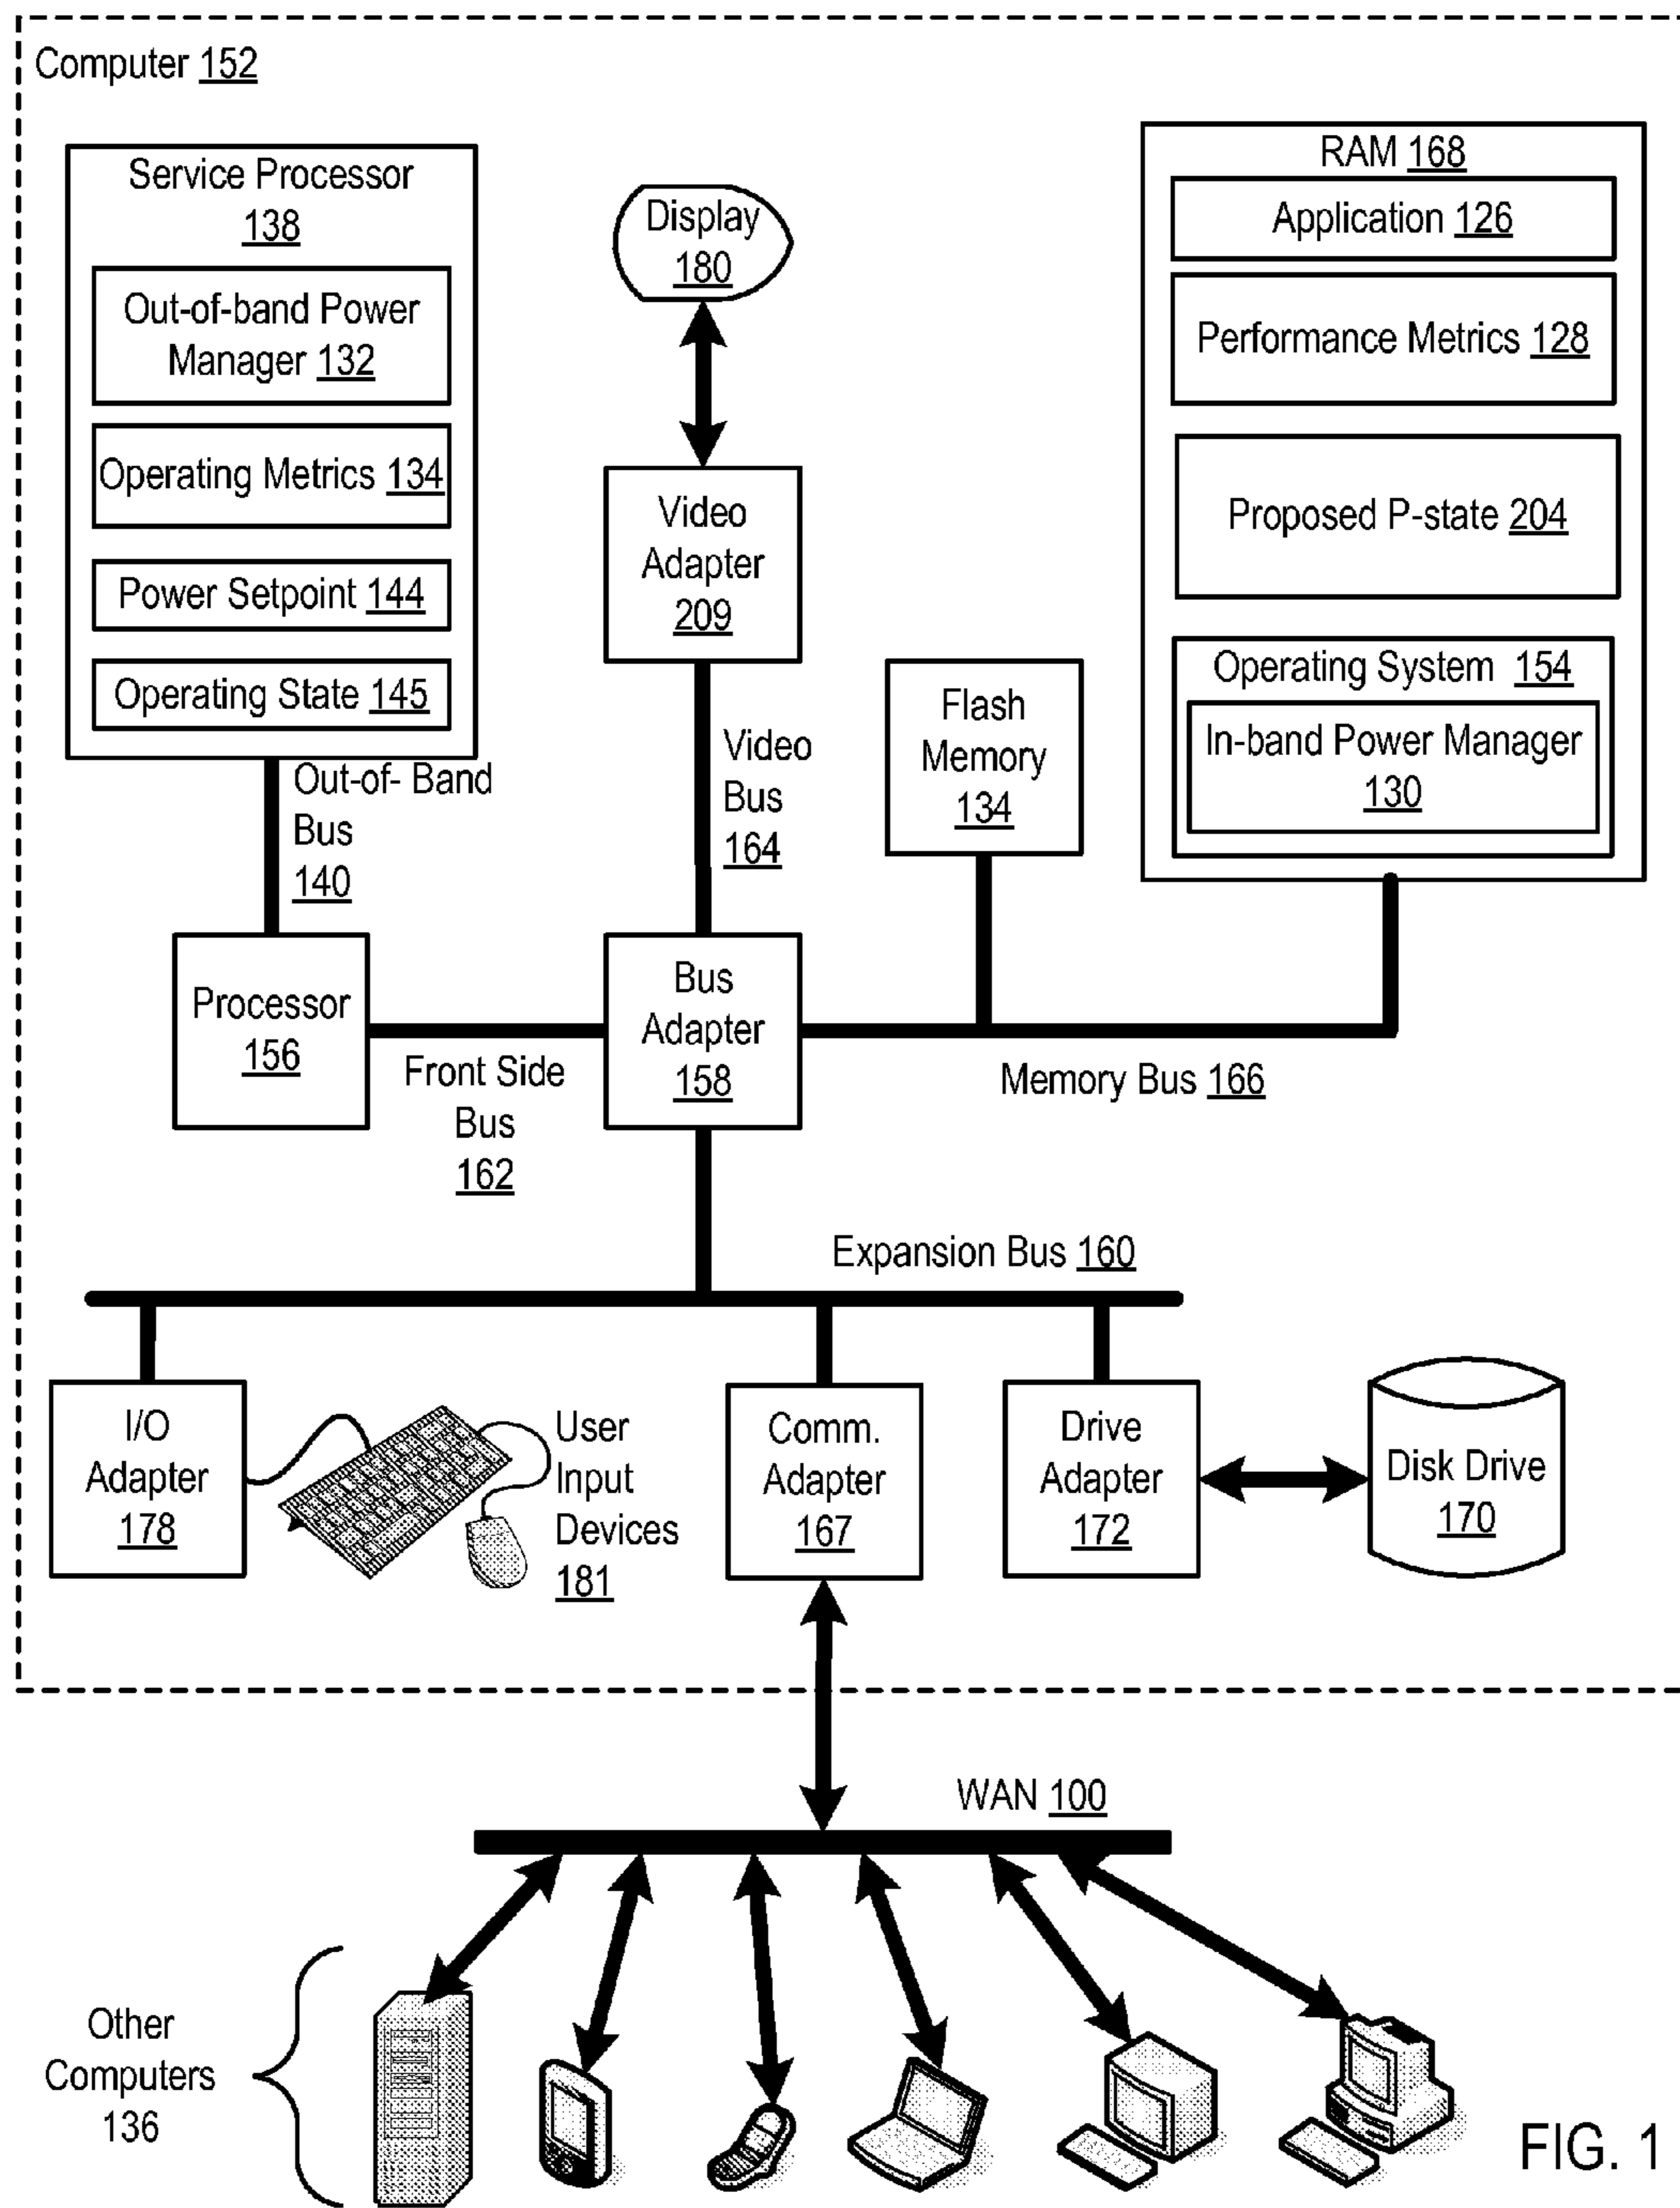 Computer 152
Service Processor
138
Out-of-band Power
Manager 132
Operating Metrics 134
Power Setpoint 144
Operating State 145
Out-of- Band
Bus
140
Display
180
Video
Adapter
209
Video
Bus
164
Flash
Memory
134
RAM 168
Application 126
Performance Metrics 128
Proposed P-state 204
Operating System 154
In-band Power Manager
130
Processor
156
Front Side
Bus
162
Bus
Adapter
158
Memory Bus 166
Expansion Bus 160
I/O
Adapter
178
User
Input
Devices
181
Comm.
Adapter
167
Drive
Adapter
172
Disk Drive
170
WAN 100
Other
Computers
136
FIG. 1